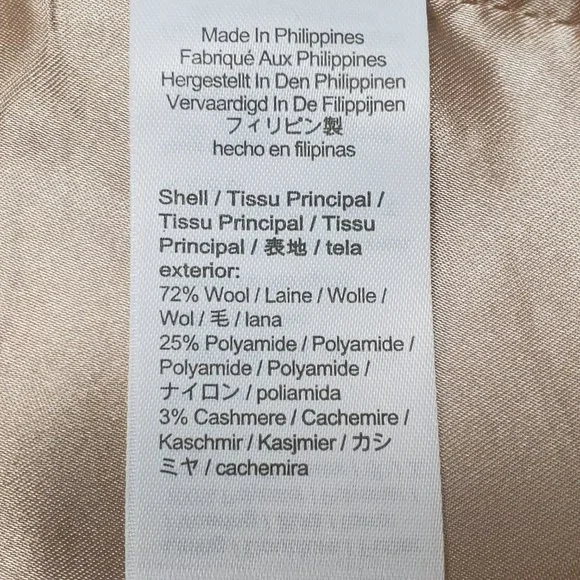 Made In Philippines
Fabriqué Aux Philippines
Hergestellt In Den Philippinen
Vervaardigd In De Filippijnen
フィリピン製
hecho en filipinas
Shell / Tissu Principal /
Tissu Principal / Tissu
Principal / 表地 / tela
exterior:
72% Wool / Laine / Wolle /
Wol / 毛 / lana
25% Polyamide / Polyamide /
Polyamide / Polyamide /
ナイロン / poliamida
3% Cashmere / Cachemire /
Kaschmir / Kasjmier / カシ
ミヤ / cachemira